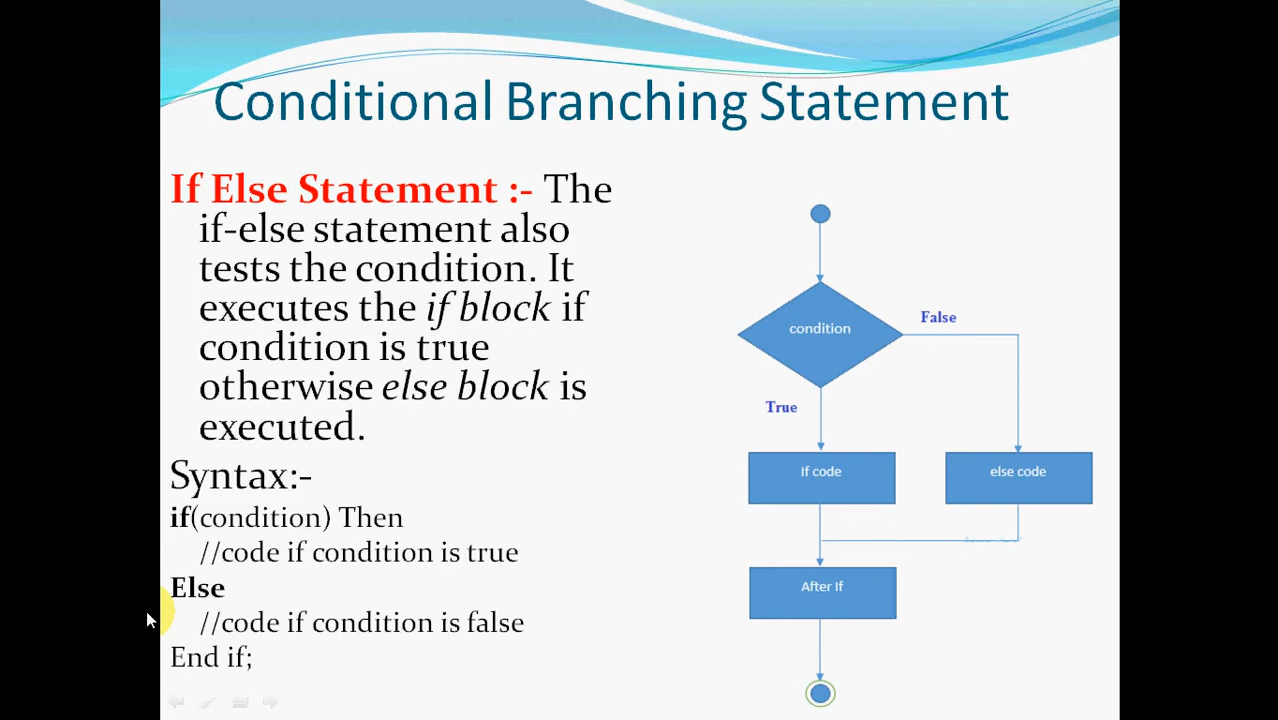 Conditional Branching Statement
If Else Statement :- The
if-else statement also
tests the condition. It
executes the if block if
condition is true
otherwise else block is
executed.
Syntax:-
if(condition) Then
//code if condition is true
Else
//code if condition is false
End if;
condition
False
True
If code
else code
After If